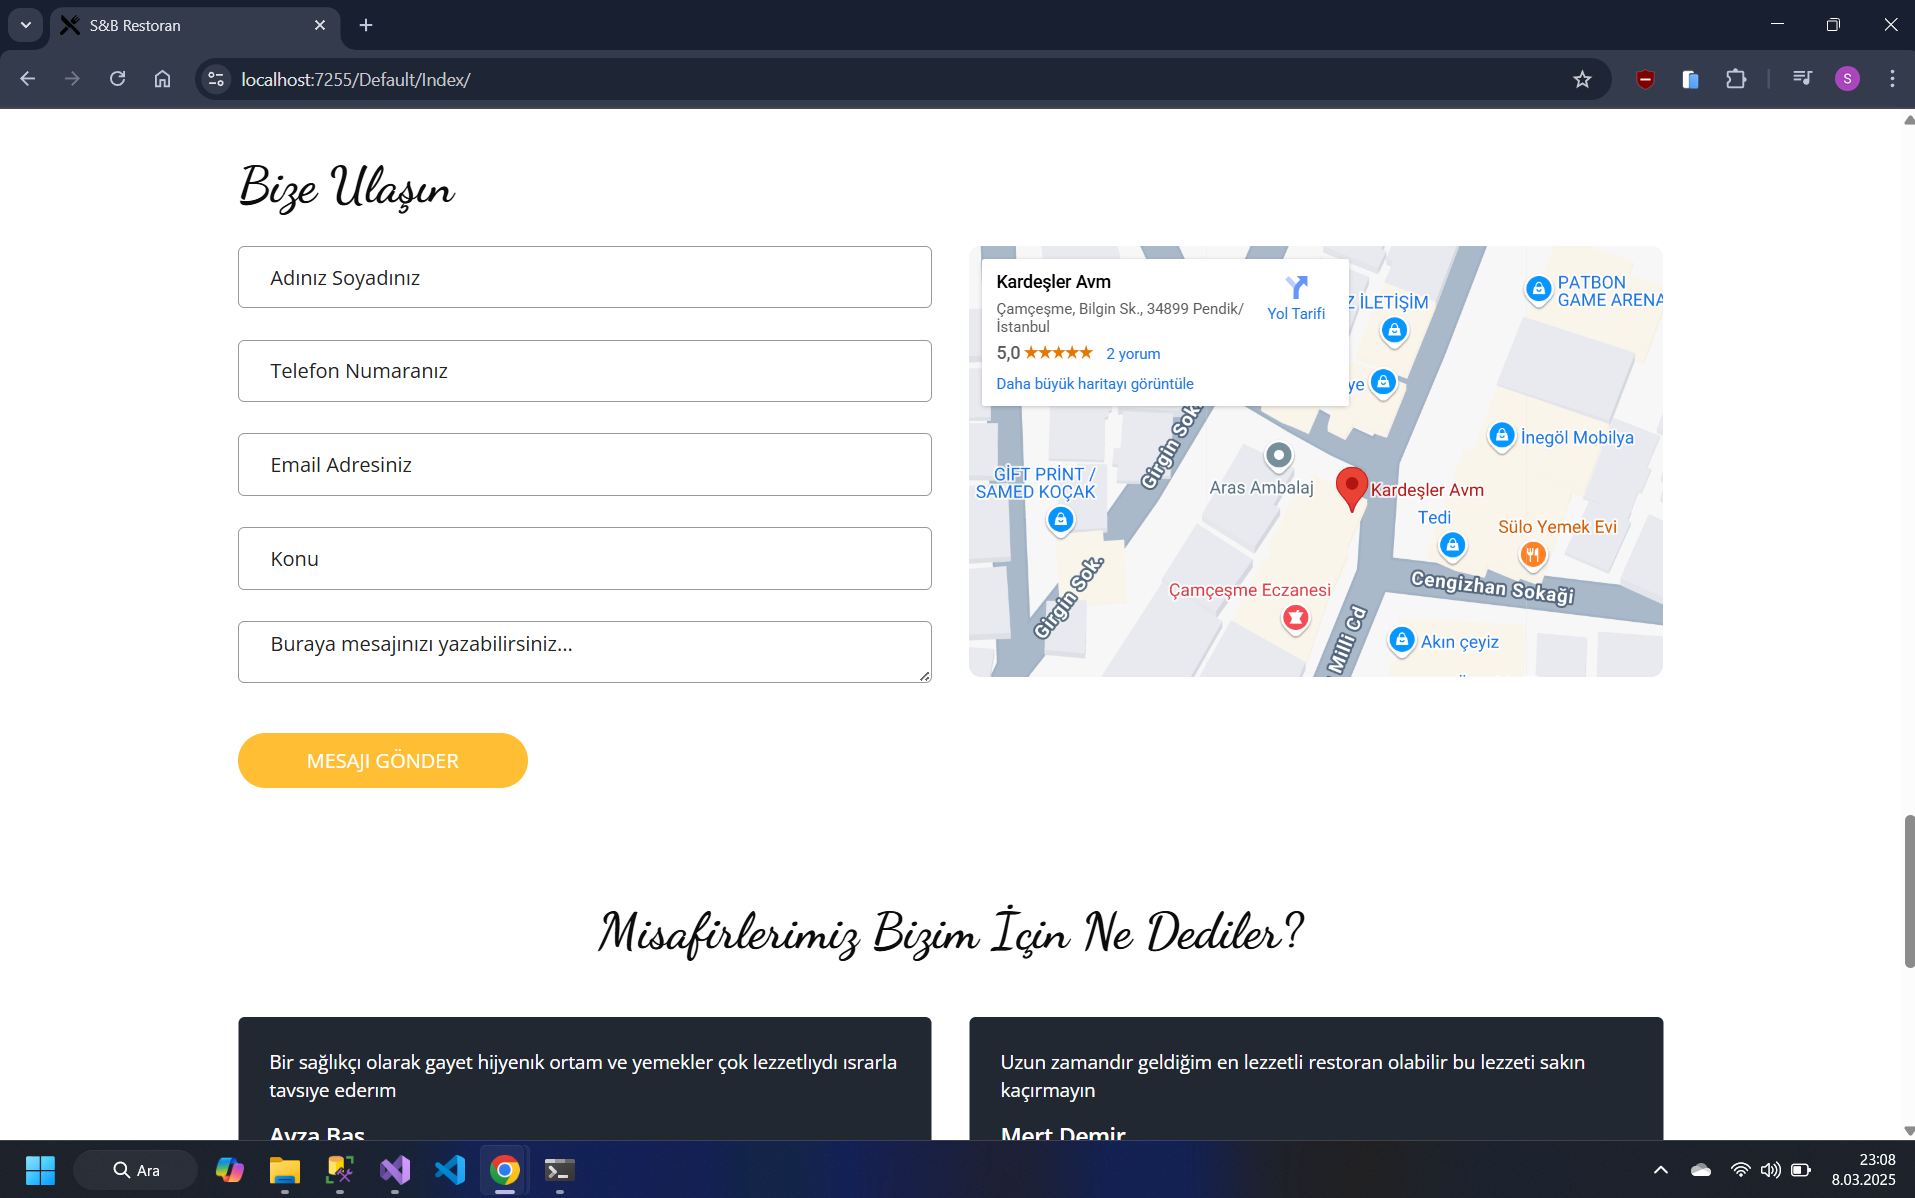 S&B Restoran
localhost:7255/Default/Index/
S
Bize Ulaşın
Adınız Soyadınız
Telefon Numaranız
Email Adresiniz
Konu
Buraya mesajınızı yazabilirsiniz...
MESAJI GÖNDER
Kardeşler Avm
Çamçeşme, Bilgin Sk., 34899 Pendik/
İstanbul
5,0 ★★★★★ 2 yorum
Daha büyük haritayı görüntüle
Yol Tarifi
Z İLETİŞİM
PATBON
GAME ARENA
ye
İnegöl Mobilya
Girgin Sok.
GİFT PRİNT /
SAMED KOÇAK
Aras Ambalaj
Kardeşler Avm
Tedi
Sülo Yemek Evi
Girgin Sok.
Çamçeşme Eczanesi
Cengizhan Sokaği
Milli Cd
Akın çeyiz
Misafirlerimiz Bizim İçin Ne Dediler?
Bir sağlıkçı olarak gayet hijyenık ortam ve yemekler çok lezzetlıydı ısrarla
tavsıye ederım
Ayza Baş
Uzun zamandır geldiğim en lezzetli restoran olabilir bu lezzeti sakın
kaçırmayın
Mert Demir
Ara
23:08
8.03.2025